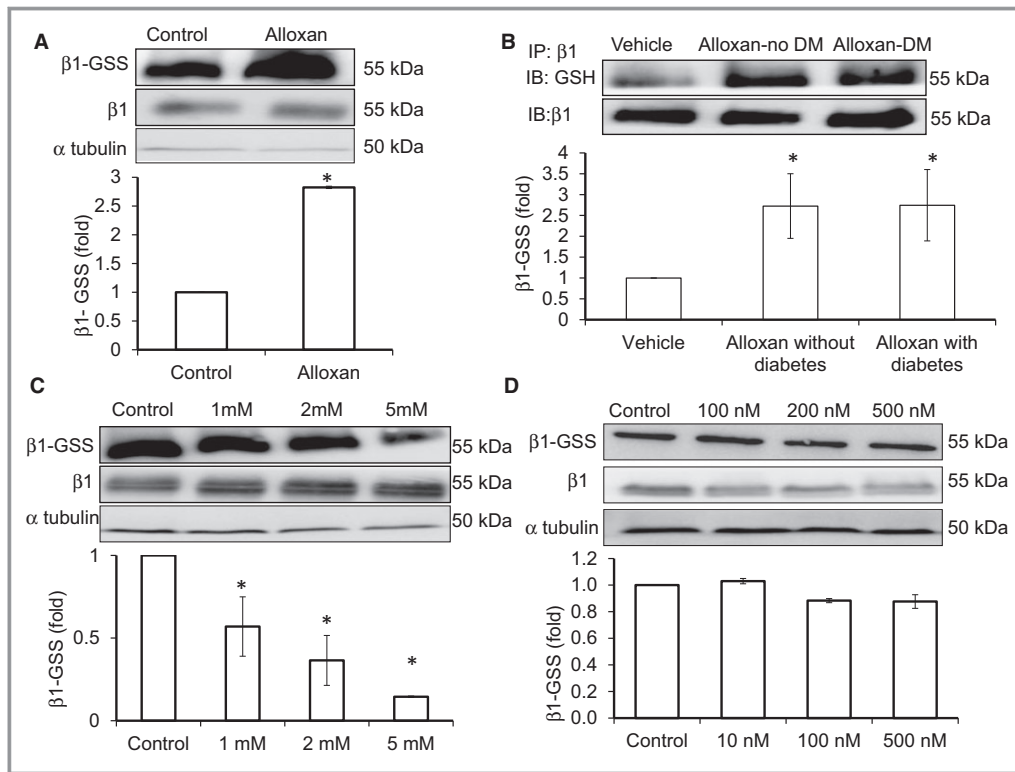 A
Control Alloxan
β1-GSS 55 kDa
β1 55 kDa
α tubulin 50 kDa
β1- GSS (fold)
3
2.5
2
1.5
1
0.5
0
*
Control Alloxan
B
IP: β1 Vehicle Alloxan-no DM Alloxan-DM
IB: GSH 55 kDa
IB:β1 55 kDa
β1-GSS (fold)
4
3.5
3
2.5
2
1.5
1
0.5
0
* *
Vehicle Alloxan without diabetes Alloxan with diabetes
C
Control 1mM 2mM 5mM
β1-GSS 55 kDa
β1 55 kDa
α tubulin 50 kDa
β1-GSS (fold)
1
0.5
0
* * *
Control 1 mM 2 mM 5 mM
D
Control 100 nM 200 nM 500 nM
β1-GSS 55 kDa
β1 55 kDa
α tubulin 50 kDa
β1-GSS (fold)
1.2
1.0
0.8
0.6
0.4
0.2
0.0
Control 10 nM 100 nM 500 nM